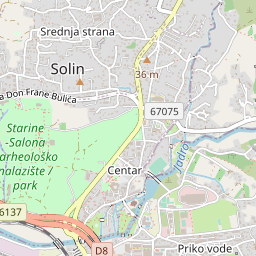 Srednja strana
Solin
36 m
a Don Frane Bulića
67075
Starine
-Salona
arheološko
nalazište /
park
Jadro
Centar
6137
D8
Priko vode